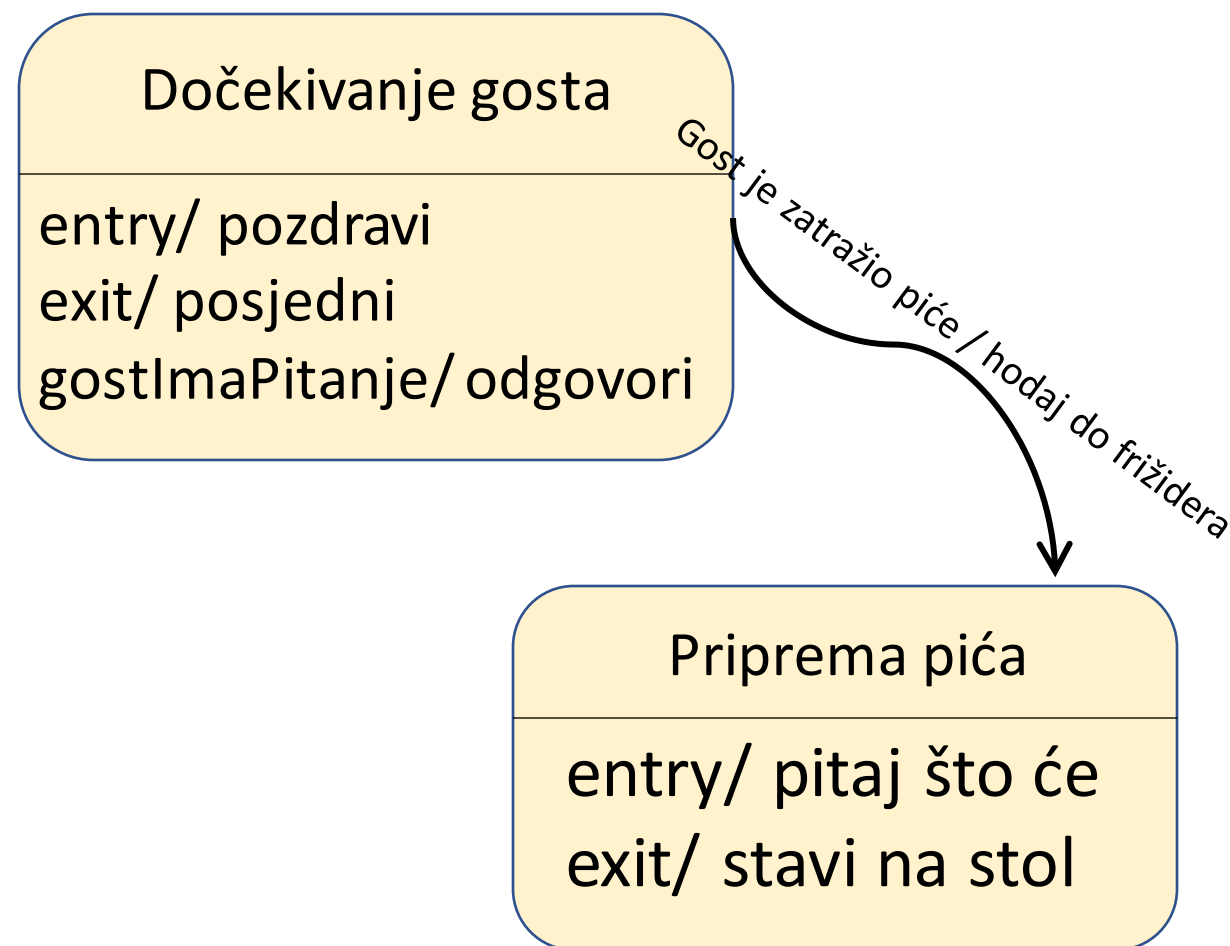 Dočekivanje gosta
entry/ pozdravi
exit/ posjedni
gostImaPitanje/ odgovori
Gost je zatražio piće / hodaj do frižidera
Priprema pića
entry/ pitaj što će
exit/ stavi na stol